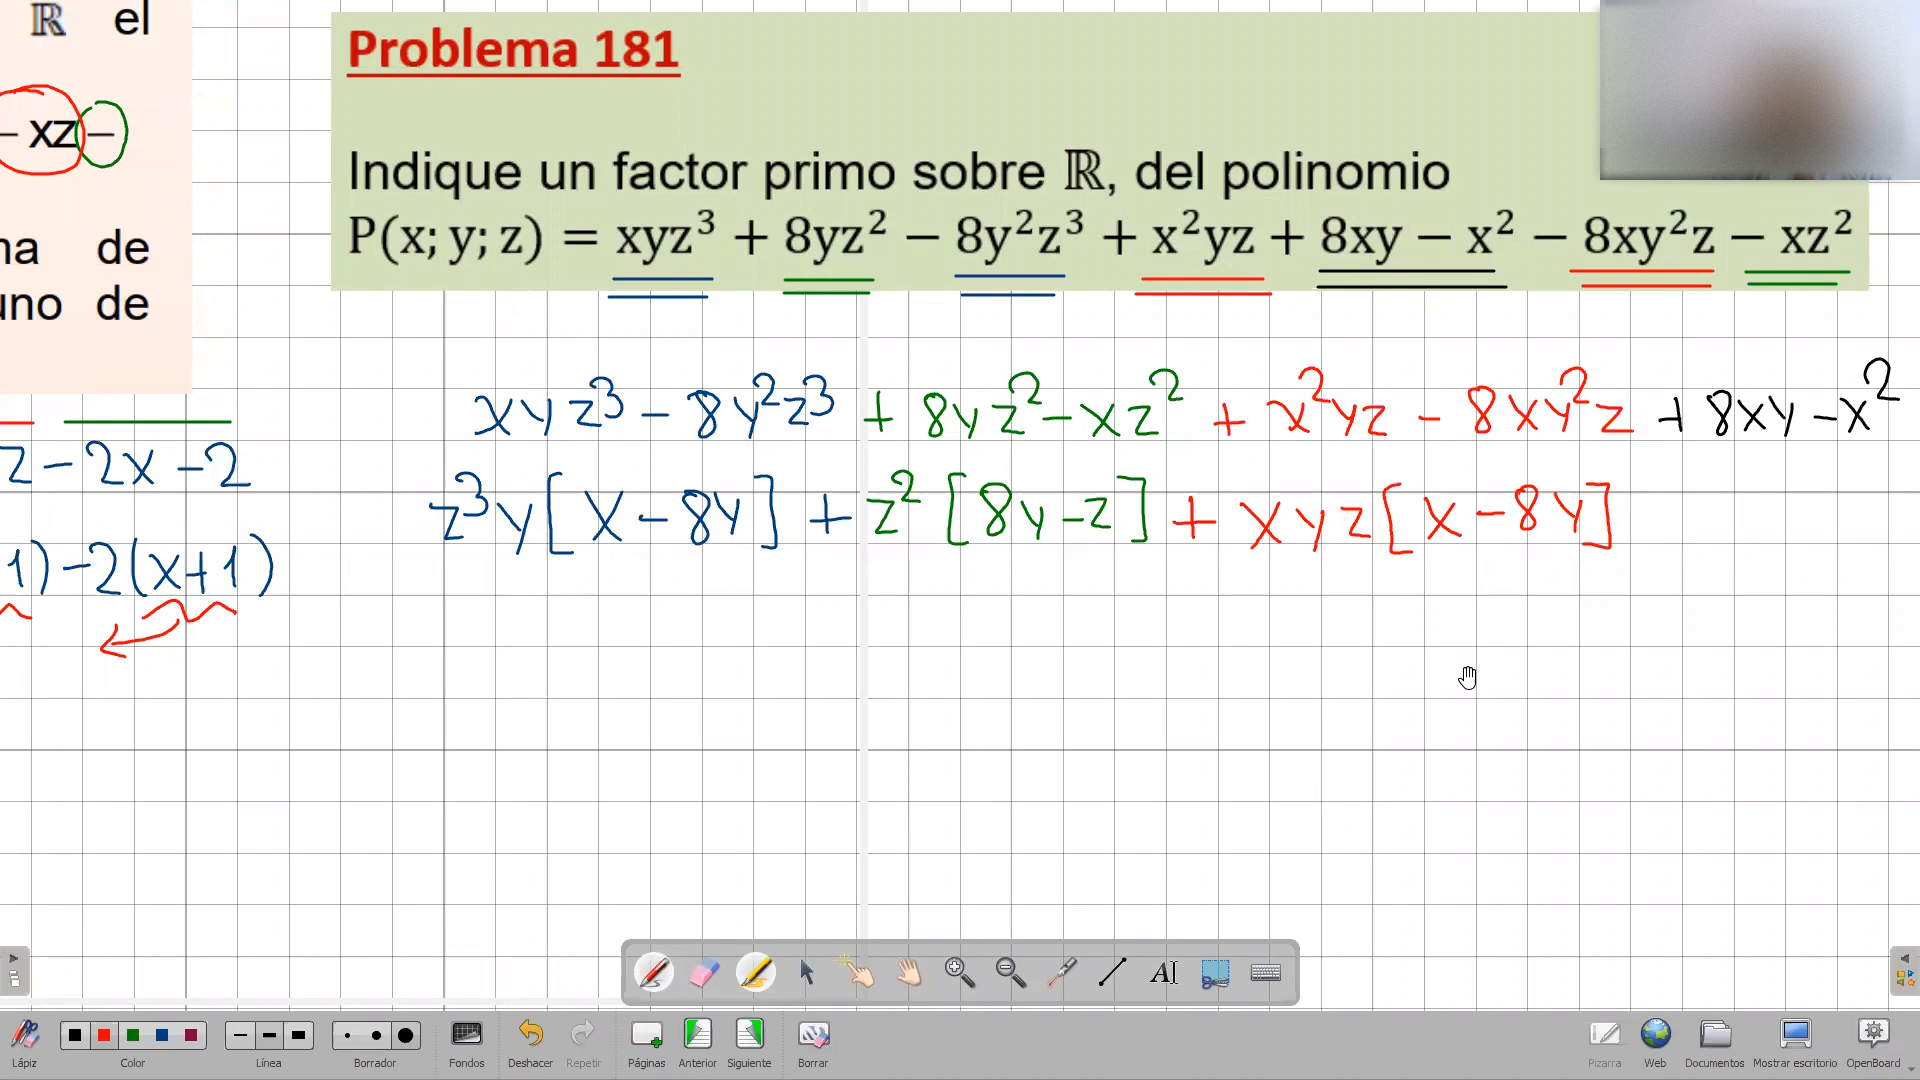 ℝ el
– xz –
na de
uno de
z – 2x – 2
1) – 2(x+1)
Problema 181
Indique un factor primo sobre ℝ, del polinomio
P(x; y; z) = xyz³ + 8yz² − 8y²z³ + x²yz + 8xy − x² − 8xy²z − xz²
xyz³ – 8y²z³ + 8yz² – xz² + x²yz – 8xy²z + 8xy – x²
z³y[x – 8y] + z²[8y – z] + xyz[x – 8y]
AI
Lápiz Color Línea Borrador Fondos Deshacer Repetir Páginas Anterior Siguiente Borrar Pizarra Web Documentos Mostrar escritorio OpenBoard